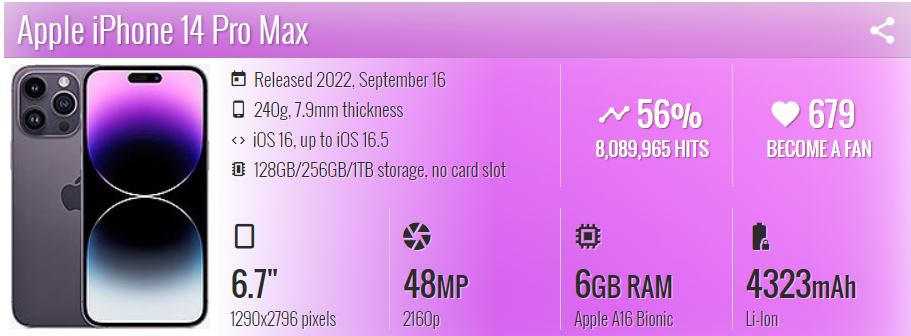 Apple iPhone 14 Pro Max
Released 2022, September 16
240g, 7.9mm thickness
iOS 16, up to iOS 16.5
128GB/256GB/1TB storage, no card slot
56%
8,089,965 HITS
679
BECOME A FAN
6.7"
1290x2796 pixels
48MP
2160p
6GB RAM
Apple A16 Bionic
4323mAh
Li-Ion